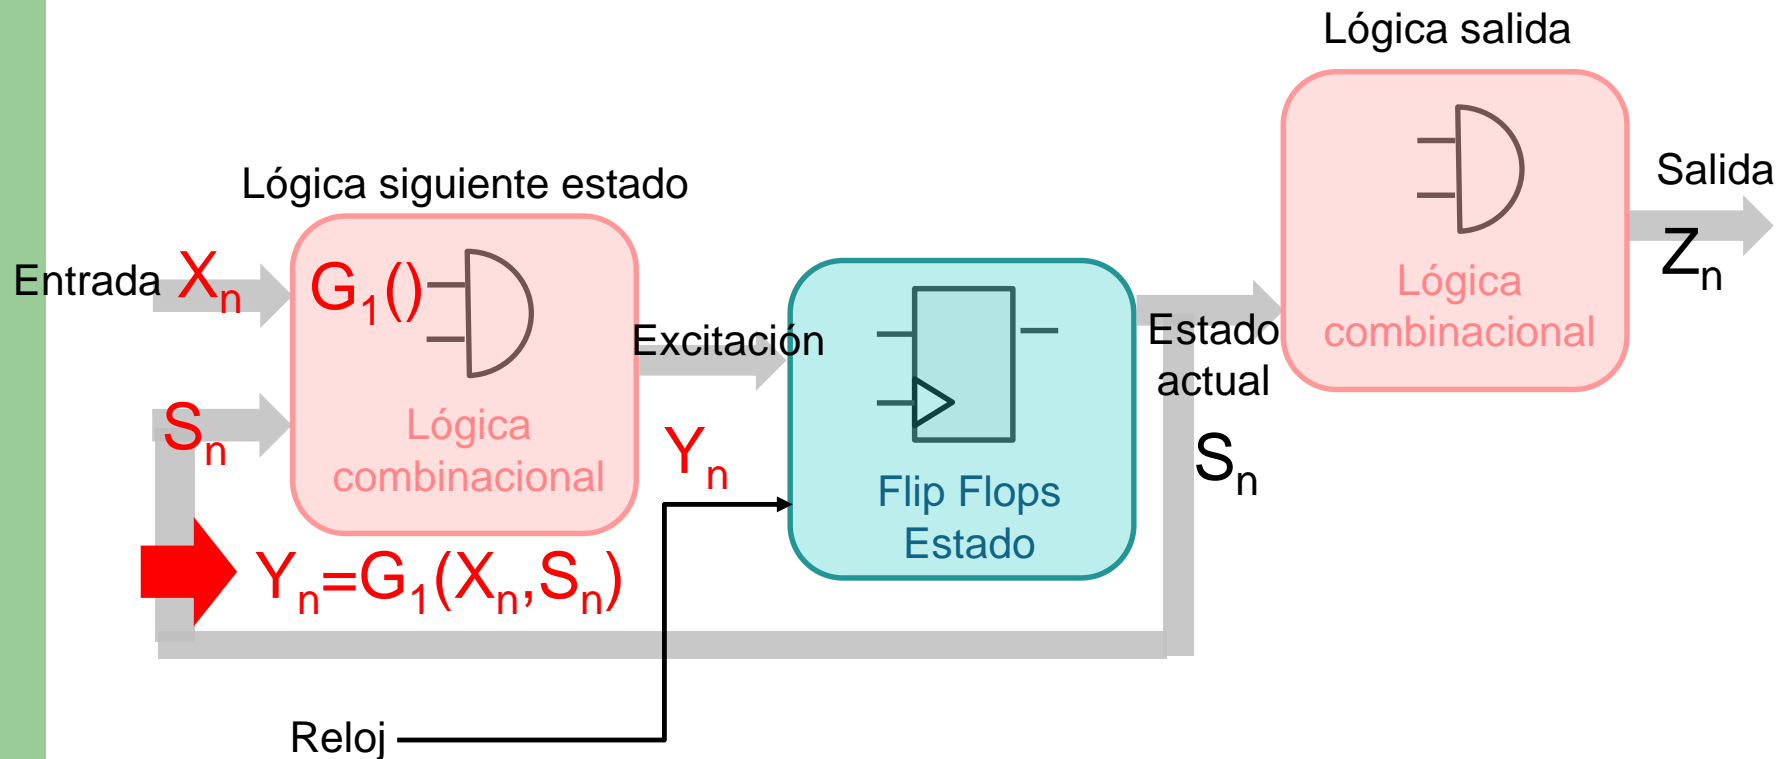 Lógica salida
Salida
Zₙ
Lógica
combinacional
Lógica siguiente estado
Entrada Xₙ
G₁()
Sₙ
Lógica
combinacional
Excitación
Yₙ
Flip Flops
Estado
Estado
actual
Sₙ
Yₙ=G₁(Xₙ,Sₙ)
Reloj